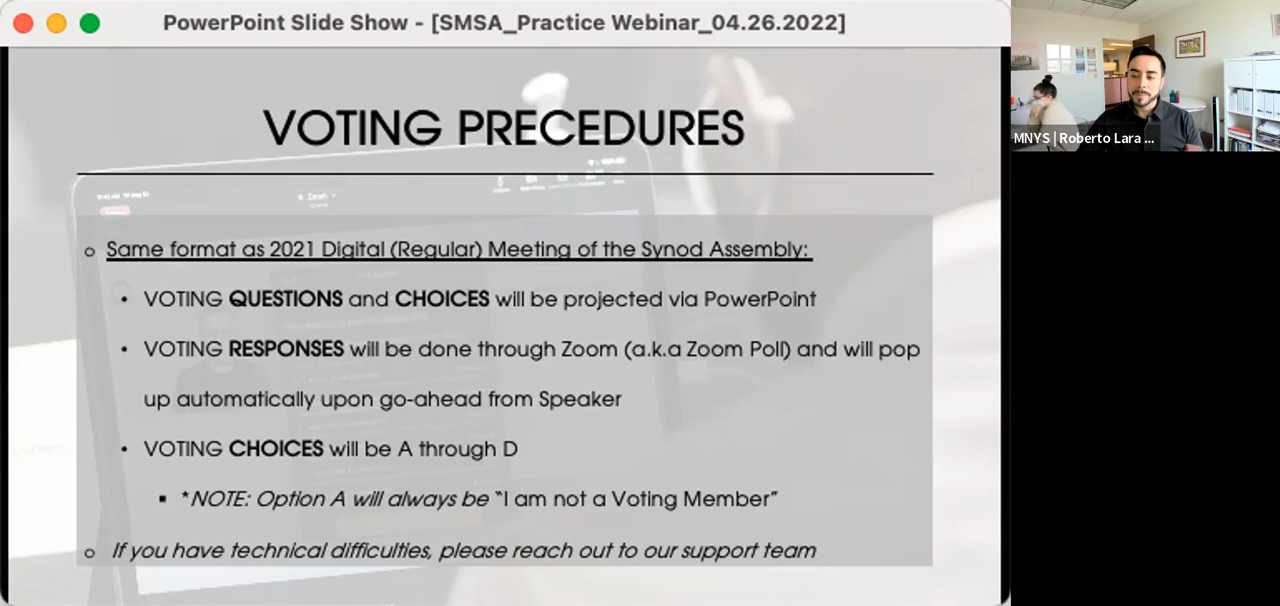 PowerPoint Slide Show - [SMSA_Practice Webinar_04.26.2022]
MNYS | Roberto Lara ...
VOTING PRECEDURES
Zoom
o Same format as 2021 Digital (Regular) Meeting of the Synod Assembly:
• VOTING QUESTIONS and CHOICES will be projected via PowerPoint
• VOTING RESPONSES will be done through Zoom (a.k.a Zoom Poll) and will pop
up automatically upon go-ahead from Speaker
• VOTING CHOICES will be A through D
▪ *NOTE: Option A will always be “I am not a Voting Member”
o If you have technical difficulties, please reach out to our support team